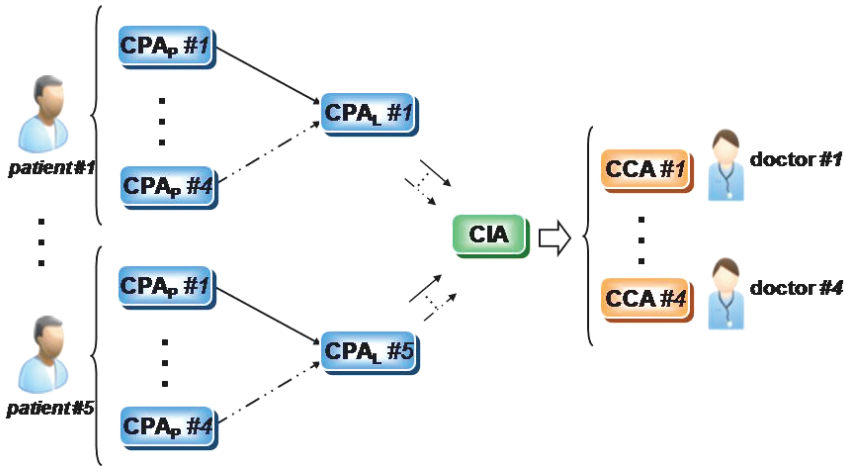 CPAP #1
patient #1
CPAP #4
CPAL #1
CPAP #1
patient #5
CPAP #4
CPAL #5
CIA
CCA #1
doctor #1
CCA #4
doctor #4